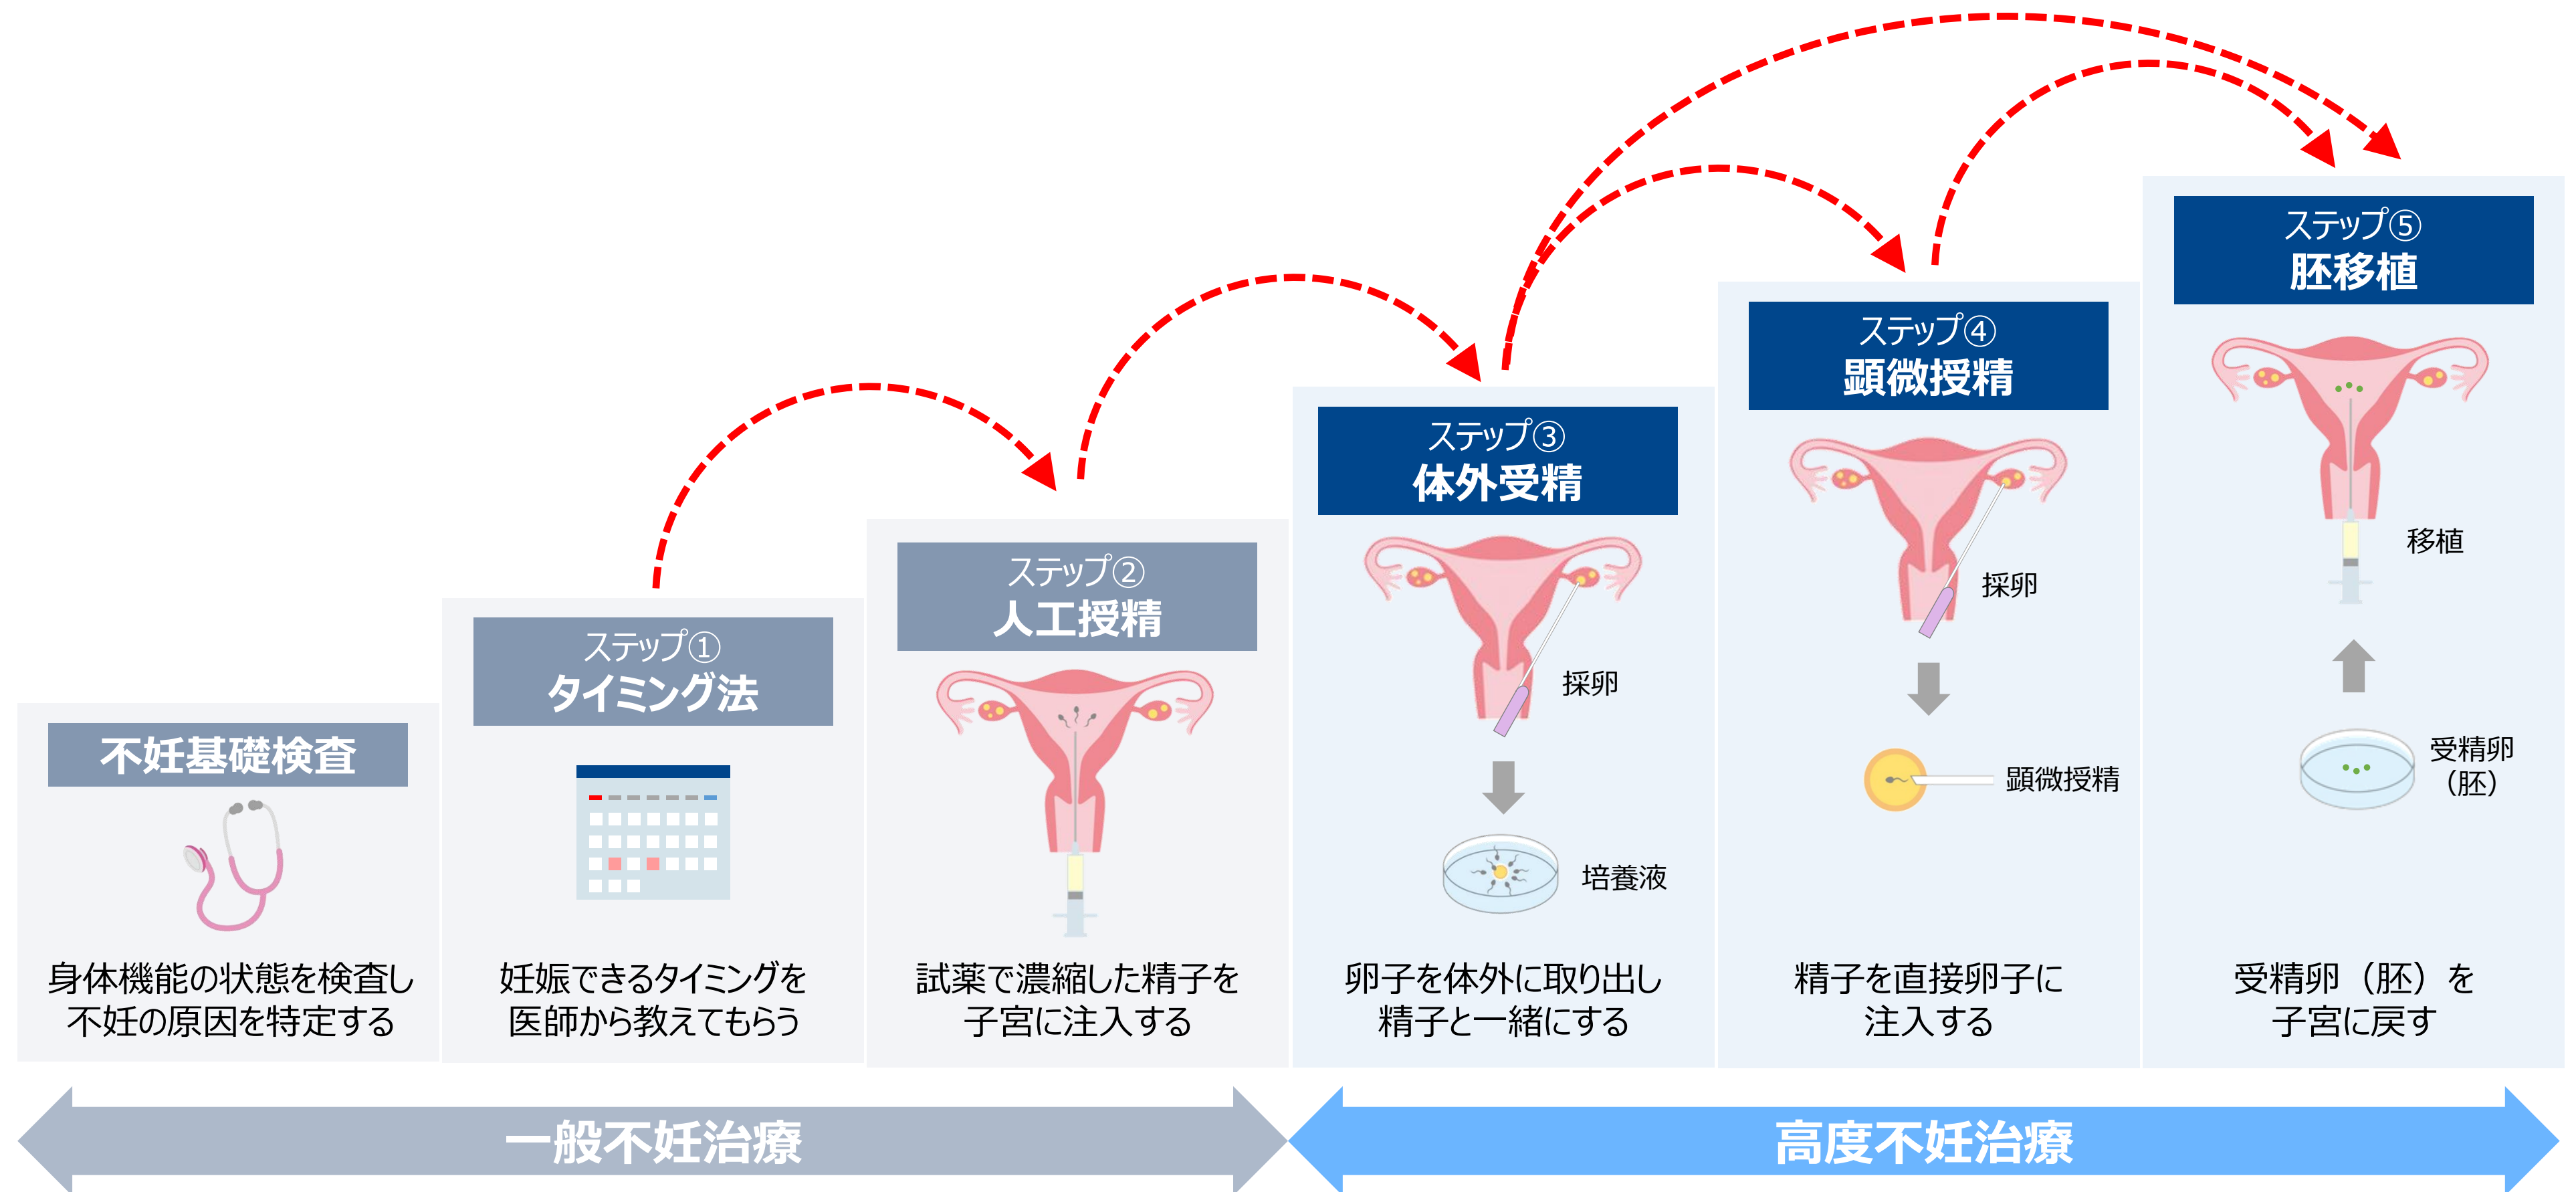 不妊基礎検査
身体機能の状態を検査し
不妊の原因を特定する
ステップ①
タイミング法
妊娠できるタイミングを
医師から教えてもらう
ステップ②
人工授精
試薬で濃縮した精子を
子宮に注入する
ステップ③
体外受精
採卵
培養液
卵子を体外に取り出し
精子と一緒にする
ステップ④
顕微授精
採卵
顕微授精
精子を直接卵子に
注入する
ステップ⑤
胚移植
移植
受精卵
（胚）
受精卵（胚）を
子宮に戻す
一般不妊治療
高度不妊治療